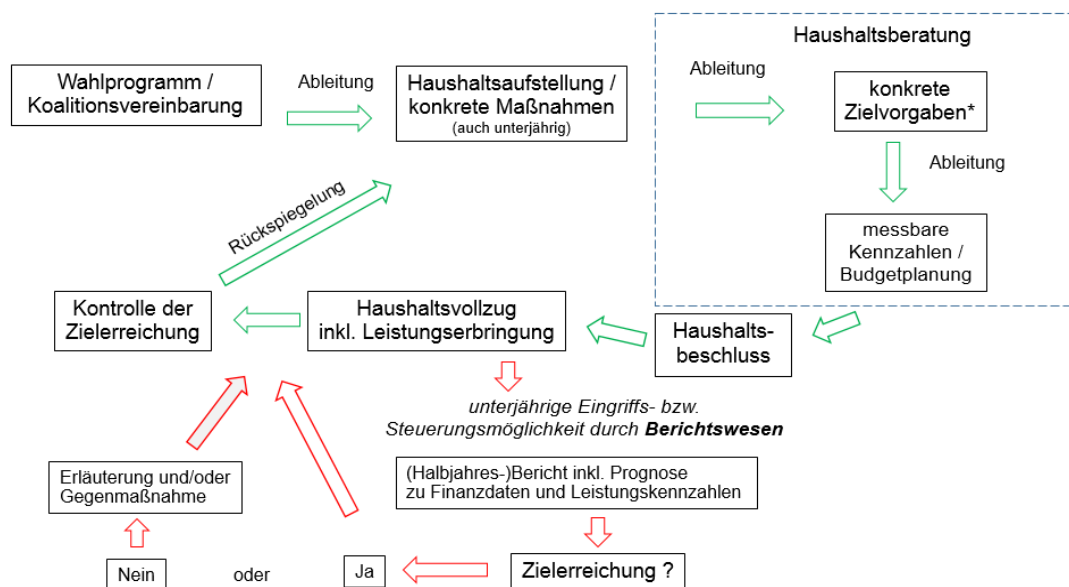 Haushaltsberatung
Wahlprogramm /
Koalitionsvereinbarung
Ableitung
Haushaltsaufstellung /
konkrete Maßnahmen
(auch unterjährig)
Ableitung
konkrete
Zielvorgaben*
Ableitung
messbare
Kennzahlen /
Budgetplanung
Rückspiegelung
Kontrolle der
Zielerreichung
Haushaltsvollzug
inkl. Leistungserbringung
Haushalts-
beschluss
unterjährige Eingriffs- bzw.
Steuerungsmöglichkeit durch Berichtswesen
Erläuterung und/oder
Gegenmaßnahme
(Halbjahres-)Bericht inkl. Prognose
zu Finanzdaten und Leistungskennzahlen
Nein
oder
Ja
Zielerreichung ?